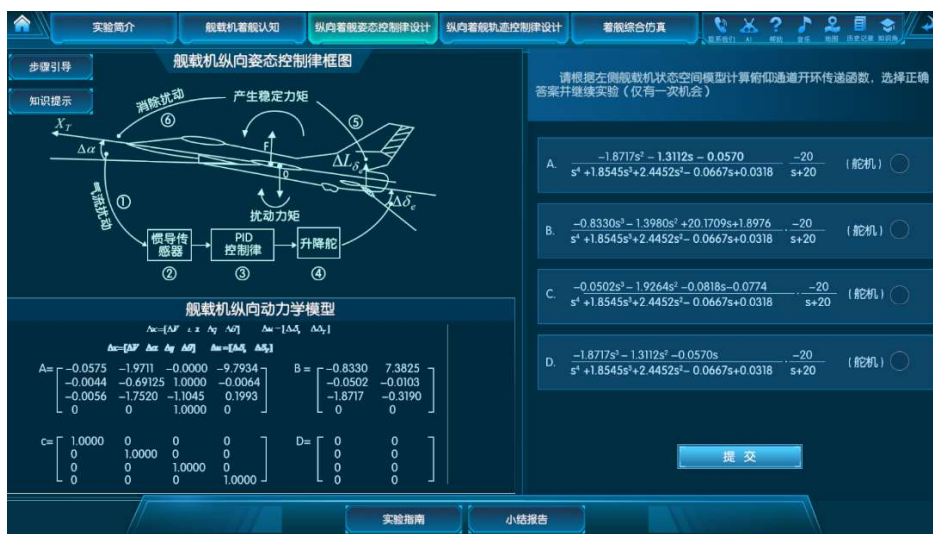 实验简介 舰载机着舰认知 纵向着舰姿态控制律设计 纵向着舰轨迹控制律设计 着舰综合仿真
联系我们 AI 帮助 音乐 地图 历史记录 知识角
步骤引导
知识提示
舰载机纵向姿态控制律框图
消除扰动
⑥
产生稳定力矩
⑤
X_T
Δα
F
0
ΔL_δe
Δδ_e
气流扰动
①
扰动力矩
惯导传感器
PID控制律
升降舵
② ③ ④
舰载机纵向动力学模型
Δx=[ΔV Δα Δq Δθ] Δu=[Δδ_e Δδ_T]
A= -0.0575 -1.9711 -0.0000 -9.7934
-0.0044 -0.69125 1.0000 -0.0064
-0.0056 -1.7520 -1.1045 0.1993
0 0 1.0000 0
B= -0.8330 7.3825
-0.0502 -0.0103
-1.8717 -0.3190
0 0
c= 1.0000 0 0 0
0 1.0000 0 0
0 0 1.0000 0
0 0 0 1.0000
D= 0 0
0 0
0 0
0 0
请根据左侧舰载机状态空间模型计算俯仰通道开环传递函数，选择正确
答案并继续实验（仅有一次机会）
A. −1.8717s² − 1.3112s − 0.0570 −20
s⁴ +1.8545s³+2.4452s²− 0.0667s+0.0318 s+20 （舵机）
B. −0.8330s³ − 1.3980s² +20.1709s+1.8976 −20
s⁴ +1.8545s³+2.4452s²− 0.0667s+0.0318 s+20 （舵机）
C. −0.0502s³ − 1.9264s² −0.0818s−0.0774 −20
s⁴ +1.8545s³+2.4452s²− 0.0667s+0.0318 s+20 （舵机）
D. −1.8717s³ − 1.3112s² −0.0570s −20
s⁴ +1.8545s³+2.4452s²− 0.0667s+0.0318 s+20 （舵机）
提 交
实验指南 小结报告